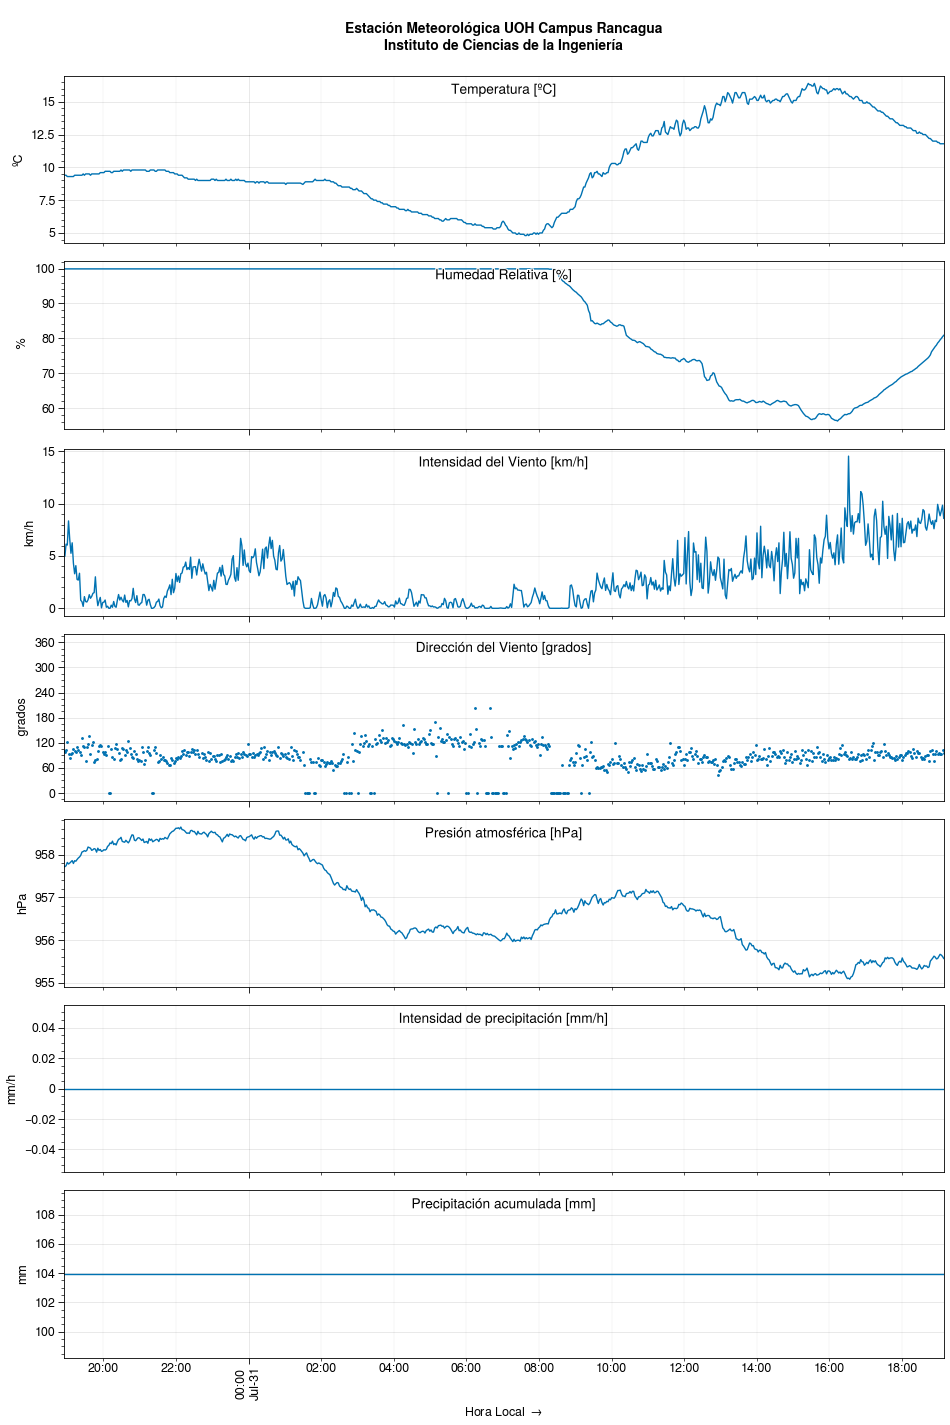 Estación Meteorológica UOH Campus Rancagua
Instituto de Ciencias de la Ingeniería
Temperatura [ºC]
15
12.5
10
7.5
5
ºC
Humedad Relativa [%]
100
90
80
70
60
%
Intensidad del Viento [km/h]
15
10
5
0
km/h
Dirección del Viento [grados]
360
300
240
180
120
60
0
grados
Presión atmosférica [hPa]
958
957
956
955
hPa
Intensidad de precipitación [mm/h]
0.04
0.02
0
−0.02
−0.04
mm/h
Precipitación acumulada [mm]
108
106
104
102
100
mm
20:00 22:00 00:00 02:00 04:00 06:00 08:00 10:00 12:00 14:00 16:00 18:00
Jul-31
Hora Local →